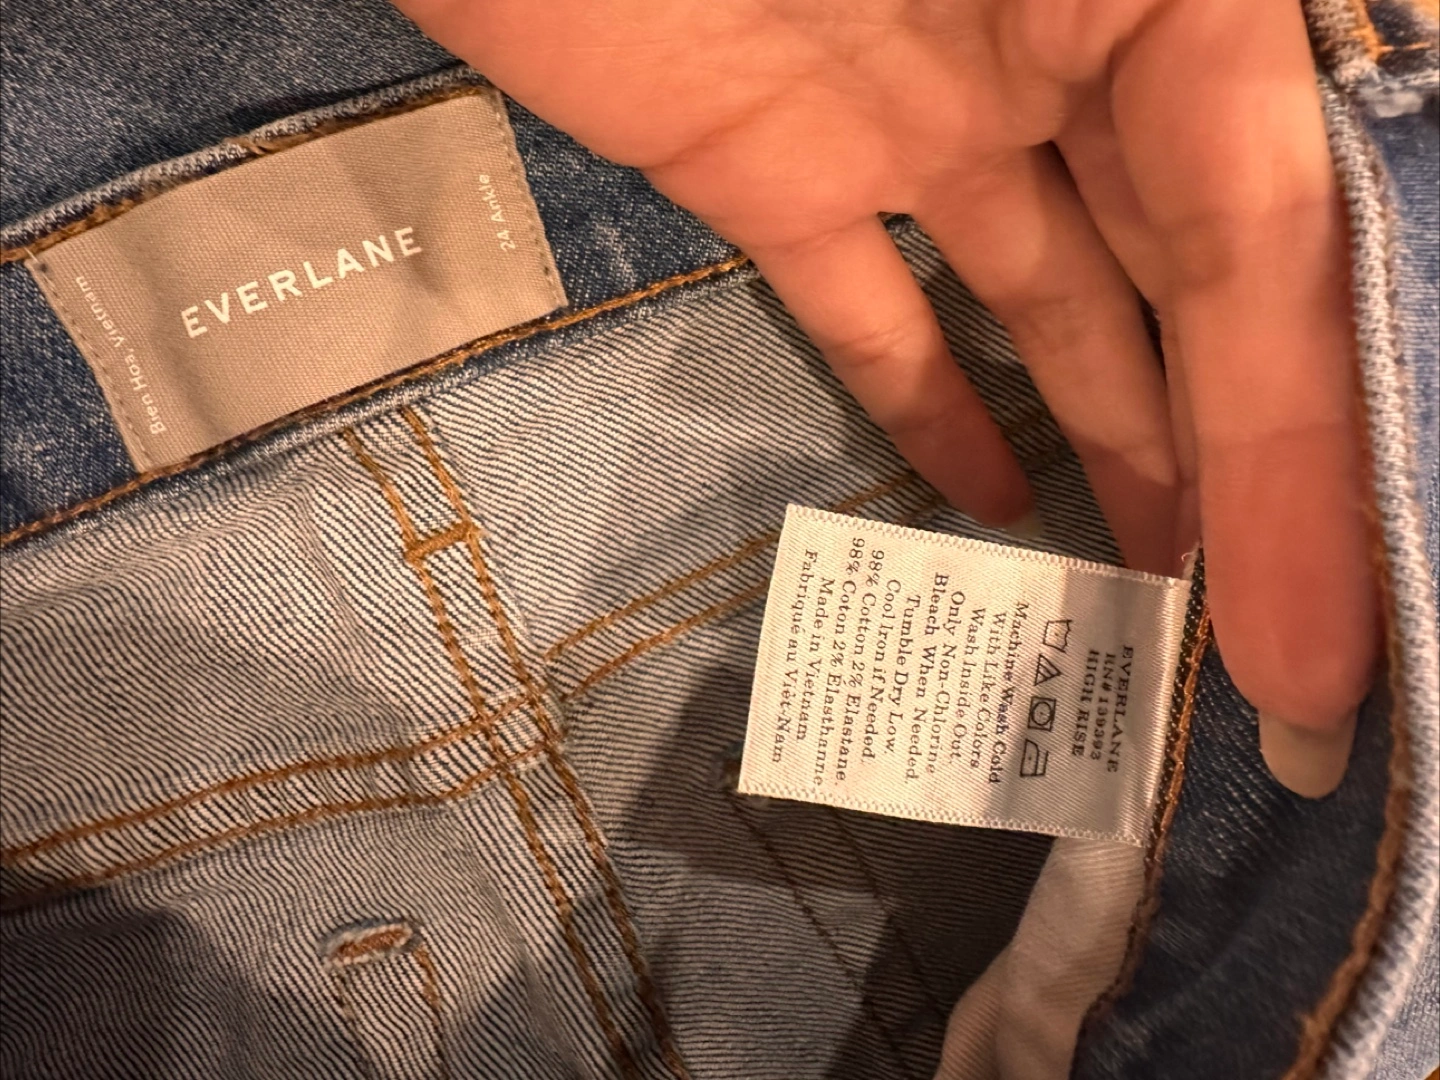 EVERLANE
24 Ankle
Bien Hoa, Vietnam
EVERLANE
RN# 139393
HIGH RISE
Machine Wash Cold
With Like Colors
Wash Inside Out.
Only Non-Chlorine
Bleach When Needed.
Tumble Dry Low.
Cool Iron if Needed.
98% Cotton 2% Elastane
98% Coton 2% Élasthanne
Made in Vietnam
Fabriqué au Việt-Nam